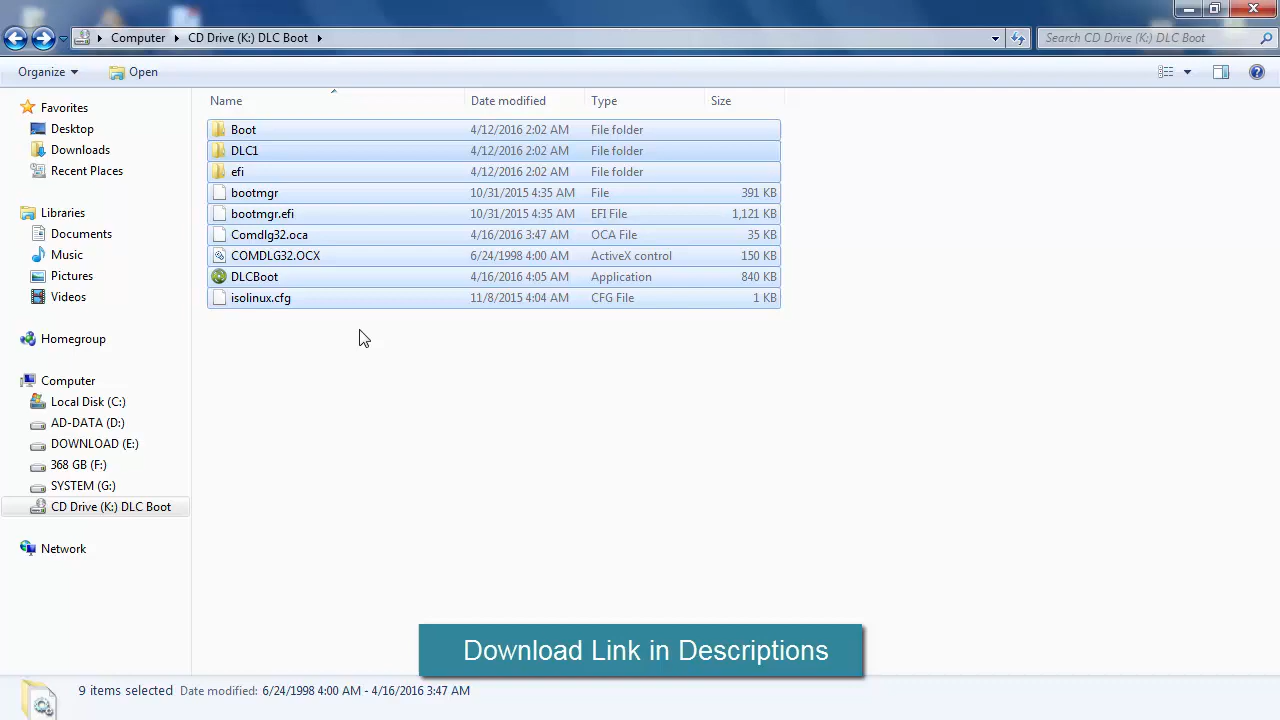 Computer CD Drive (K:) DLC Boot
Search CD Drive (K:) DLC Boot
Organize Open
Name Date modified Type Size
Favorites
Desktop
Downloads
Recent Places
Libraries
Documents
Music
Pictures
Videos
Homegroup
Computer
Local Disk (C:)
AD-DATA (D:)
DOWNLOAD (E:)
368 GB (F:)
SYSTEM (G:)
CD Drive (K:) DLC Boot
Network
Boot 4/12/2016 2:02 AM File folder
DLC1 4/12/2016 2:02 AM File folder
efi 4/12/2016 2:02 AM File folder
bootmgr 10/31/2015 4:35 AM File 391 KB
bootmgr.efi 10/31/2015 4:35 AM EFI File 1,121 KB
Comdlg32.oca 4/16/2016 3:47 AM OCA File 35 KB
COMDLG32.OCX 6/24/1998 4:00 AM ActiveX control 150 KB
DLCBoot 4/16/2016 4:05 AM Application 840 KB
isolinux.cfg 11/8/2015 4:04 AM CFG File 1 KB
Download Link in Descriptions
9 items selected Date modified: 6/24/1998 4:00 AM - 4/16/2016 3:47 AM